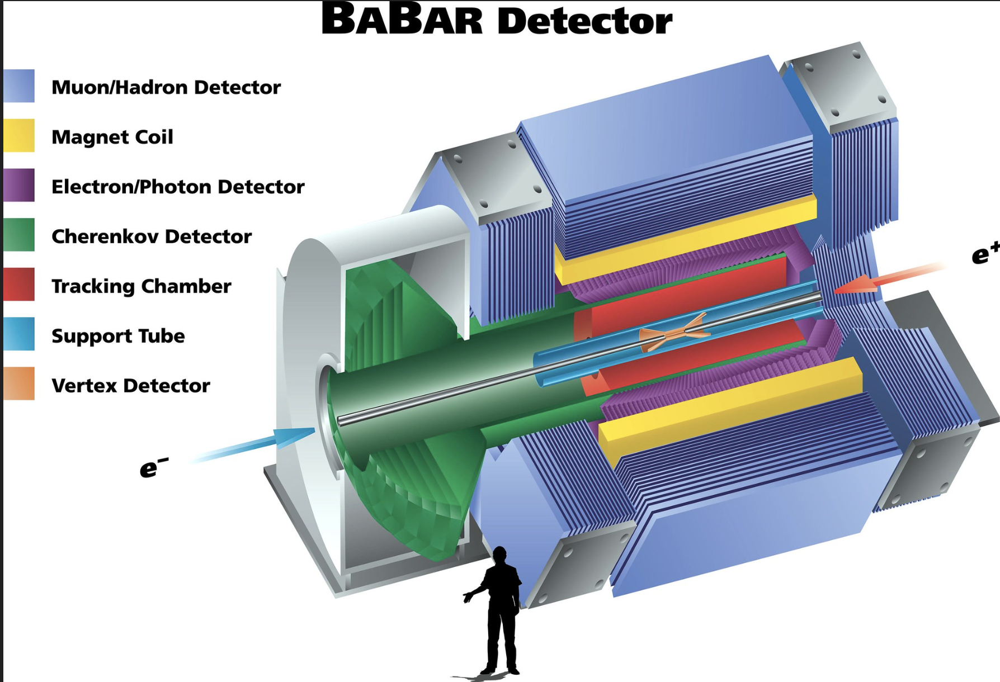 BABAR Detector
Muon/Hadron Detector
Magnet Coil
Electron/Photon Detector
Cherenkov Detector
Tracking Chamber
Support Tube
Vertex Detector
e+
e−